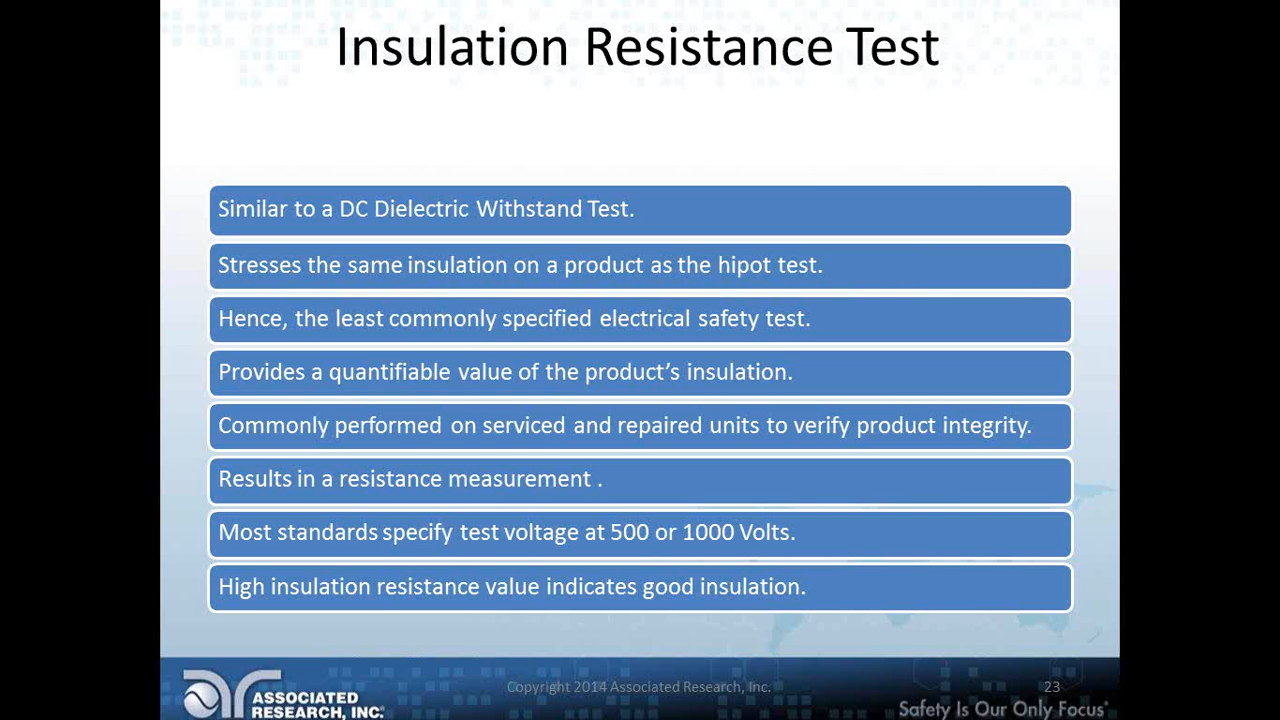 Insulation Resistance Test
Similar to a DC Dielectric Withstand Test.
Stresses the same insulation on a product as the hipot test.
Hence, the least commonly specified electrical safety test.
Provides a quantifiable value of the product’s insulation.
Commonly performed on serviced and repaired units to verify product integrity.
Results in a resistance measurement .
Most standards specify test voltage at 500 or 1000 Volts.
High insulation resistance value indicates good insulation.
ASSOCIATED
RESEARCH, INC.
Copyright 2014 Associated Research, Inc.
23
Safety Is Our Only Focus